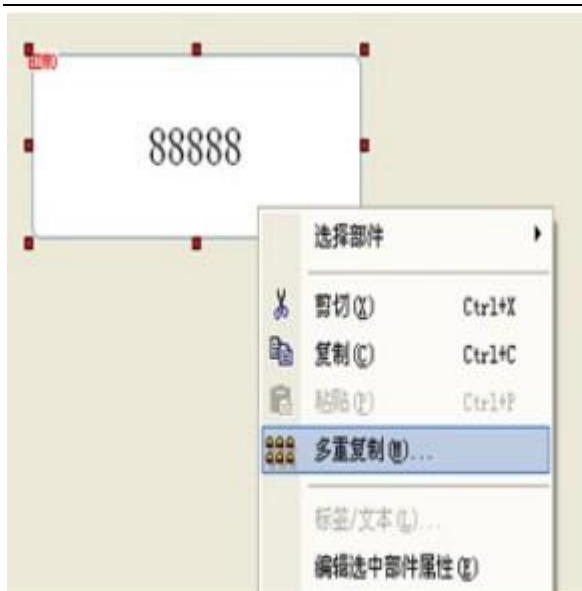 88888
选择部件
剪切(X) Ctrl+X
复制(C) Ctrl+C
粘贴(P) Ctrl+P
多重复制(M)...
标签/文本(L)...
编辑选中部件属性(E)